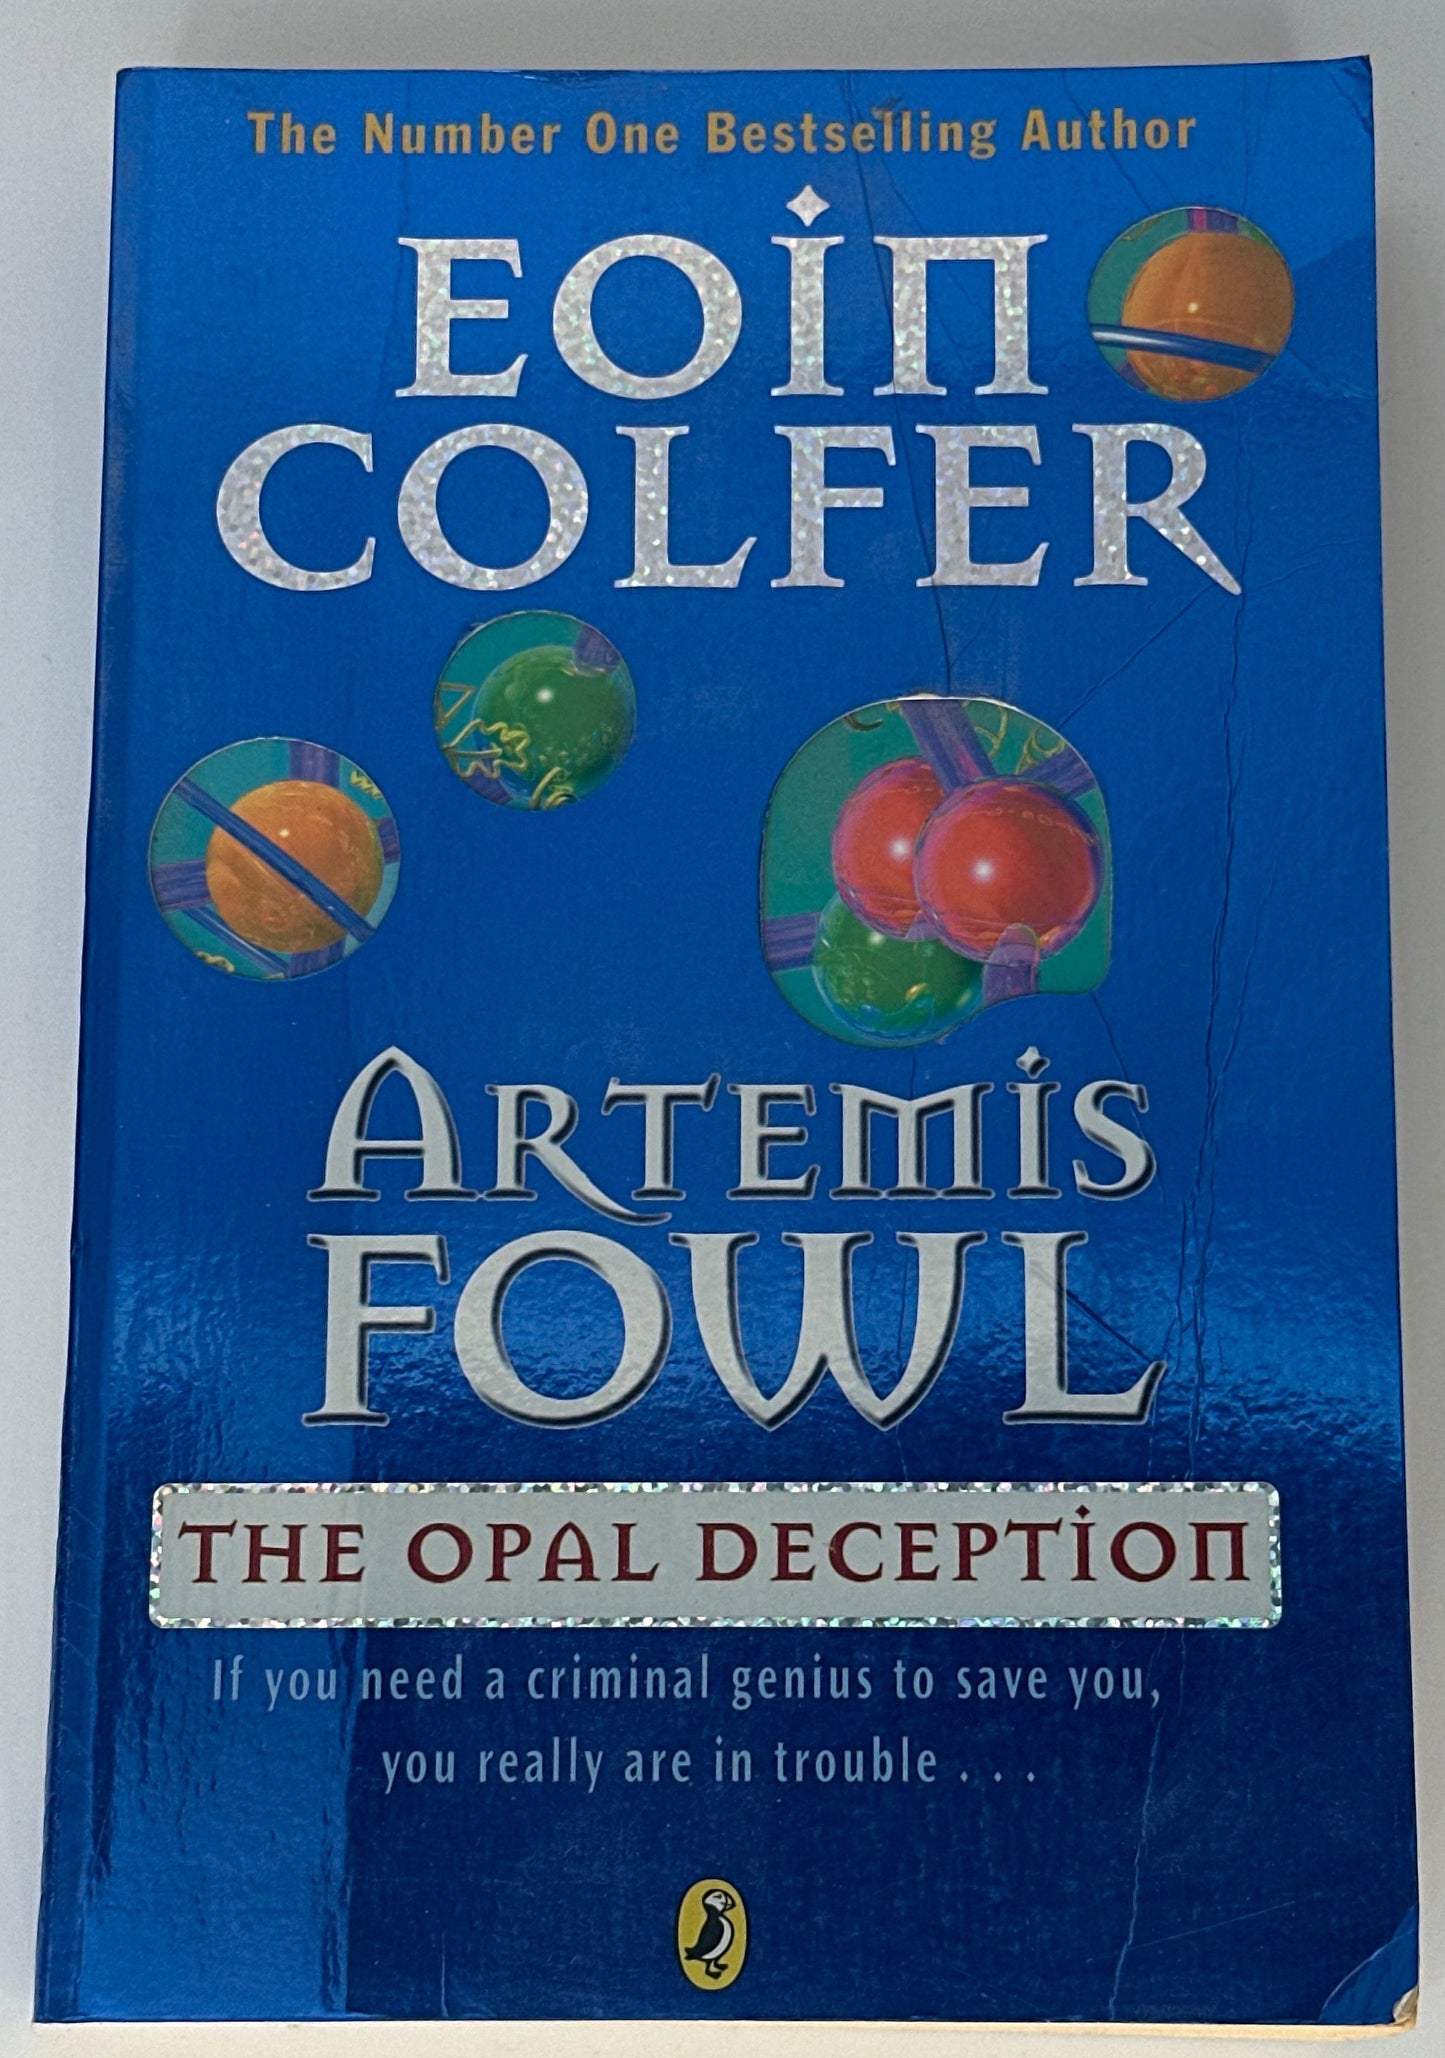 The Number One Bestselling Author
EOIN
COLFER
ARTEMIS
FOWL
THE OPAL DECEPTION
If you need a criminal genius to save you,
you really are in trouble . . .